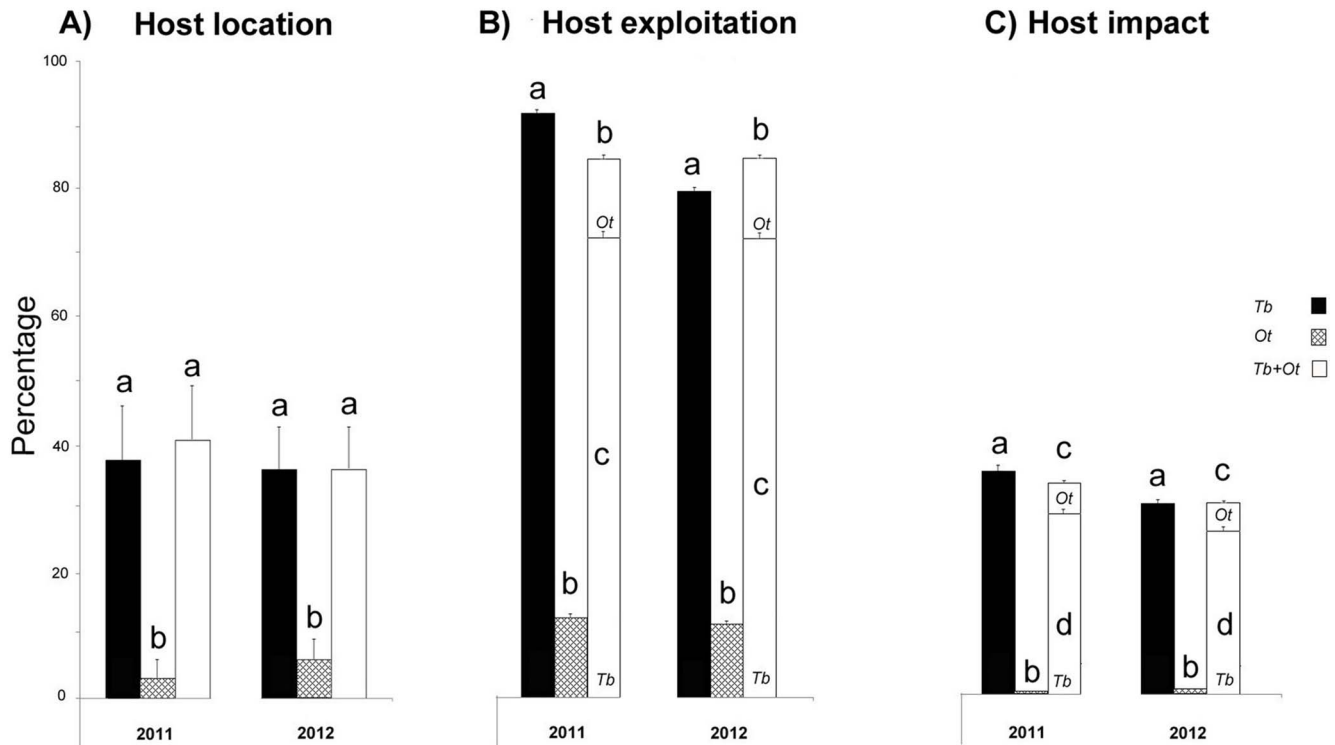 A) Host location
B) Host exploitation
C) Host impact
Percentage
100
80
60
40
20
0
a
b
a
a
b
a
2011
2012
a
b
Ot
b
c
Tb
a
b
Ot
b
c
Tb
2011
2012
a
b
c
Ot
d
Tb
a
b
c
Ot
d
Tb
2011
2012
Tb
Ot
Tb+Ot